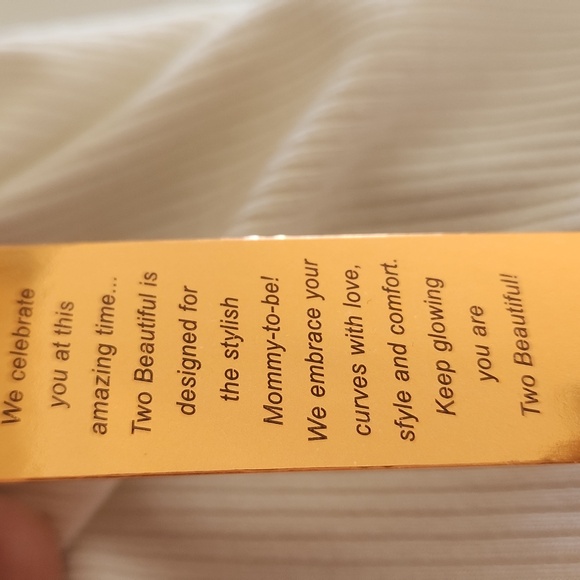 We celebrate
you at this
amazing time...
Two Beautiful is
designed for
the stylish
Mommy-to-be!
We embrace your
curves with love,
style and comfort.
Keep glowing
you are
Two Beautiful!